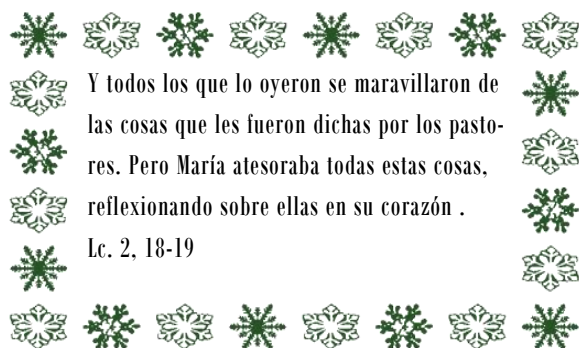 Y todos los que lo oyeron se maravillaron de
las cosas que les fueron dichas por los pasto-
res. Pero María atesoraba todas estas cosas,
reflexionando sobre ellas en su corazón .
Lc. 2, 18-19